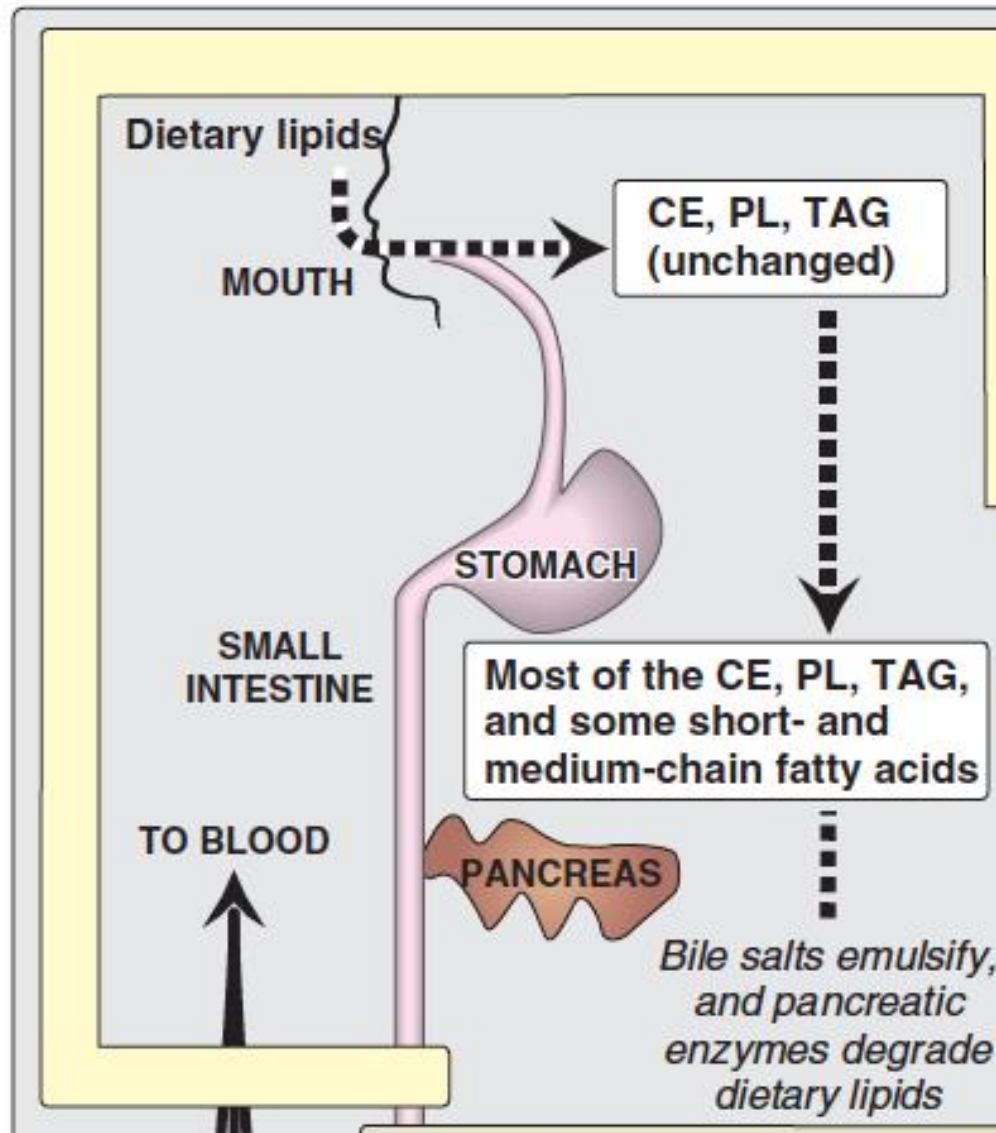 Dietary lipids
MOUTH
CE, PL, TAG
(unchanged)
STOMACH
SMALL
INTESTINE
Most of the CE, PL, TAG,
and some short- and
medium-chain fatty acids
TO BLOOD
PANCREAS
Bile salts emulsify,
and pancreatic
enzymes degrade
dietary lipids